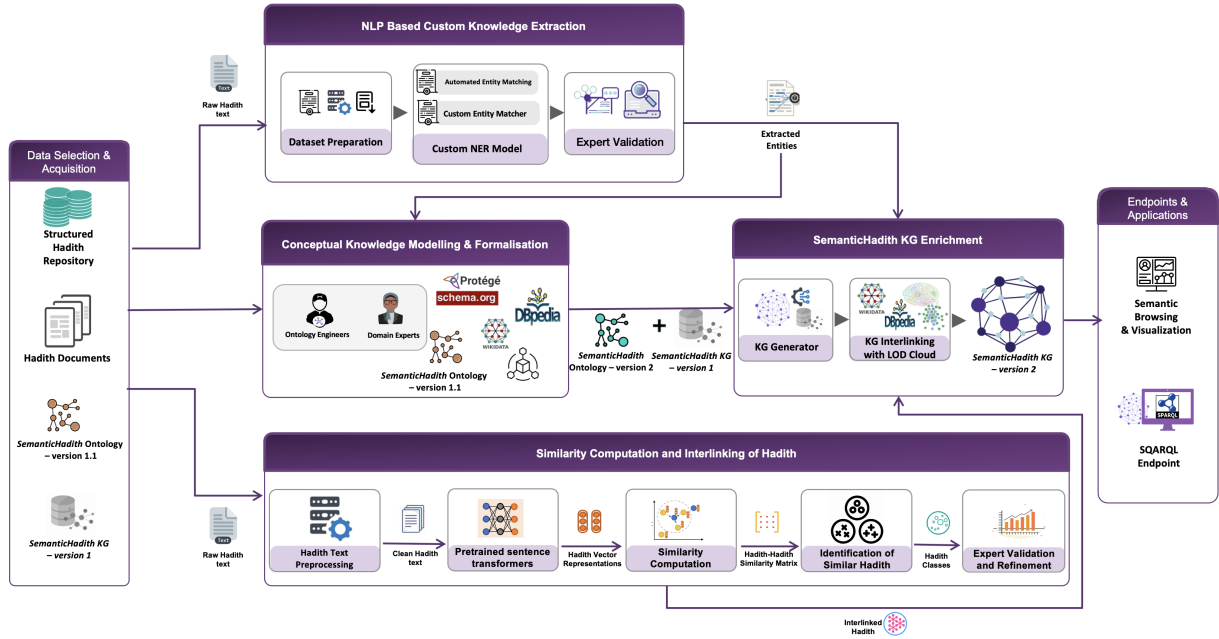 NLP Based Custom Knowledge Extraction
Text
Raw Hadith
text
Automated Entity Matching
Custom Entity Matcher
Dataset Preparation
Custom NER Model
Expert Validation
Extracted
Entities
Data Selection &
Acquisition
Structured
Hadith
Repository
Hadith Documents
SemanticHadith Ontology
– version 1.1
SemanticHadith KG
– version 1
Conceptual Knowledge Modelling & Formalisation
Protégé
schema.org
DBpedia
WIKIDATA
Ontology Engineers
Domain Experts
SemanticHadith Ontology
– version 1.1
SemanticHadith
Ontology – version 2
+
SemanticHadith KG
– version 1
SemanticHadith KG Enrichment
KG Generator
WIKIDATA
DBpedia
KG Interlinking
with LOD Cloud
SemanticHadith KG
– version 2
Endpoints &
Applications
Semantic
Browsing
& Visualization
SPARQL
SQARQL
Endpoint
Similarity Computation and Interlinking of Hadith
Text
Raw Hadith
text
Hadith Text
Preprocessing
Clean Hadith
text
Pretrained sentence
transformers
Hadith Vector
Representations
Similarity
Computation
Hadith-Hadith
Similarity Matrix
Identification of
Similar Hadith
Hadith
Classes
Expert Validation
and Refinement
Interlinked
Hadith